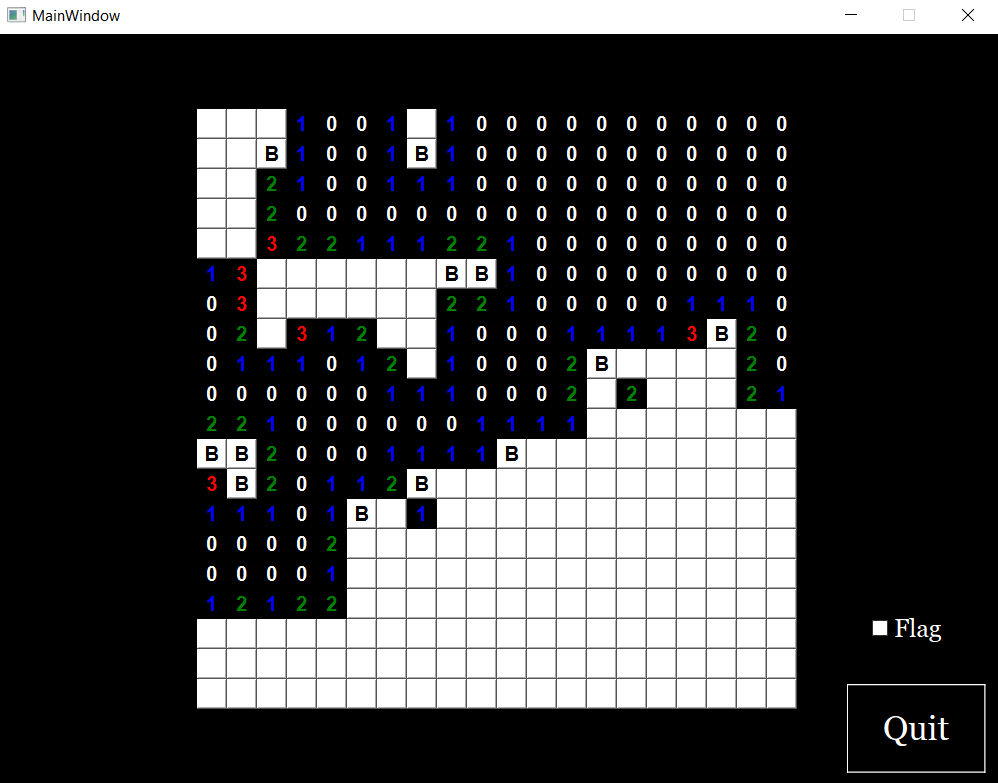 MainWindow
1 0 0 1 1 0 0 0 0 0 0 0 0 0 0 0
B 1 0 0 1 B 1 0 0 0 0 0 0 0 0 0 0 0
2 1 0 0 1 1 1 0 0 0 0 0 0 0 0 0 0 0
2 0 0 0 0 0 0 0 0 0 0 0 0 0 0 0 0 0
3 2 2 1 1 1 2 2 1 0 0 0 0 0 0 0 0 0
1 3 B B 1 0 0 0 0 0 0 0 0 0
0 3 2 2 1 0 0 0 0 0 1 1 1 0
0 2 3 1 2 1 0 0 0 1 1 1 1 3 B 2 0
0 1 1 1 0 1 2 1 0 0 0 2 B 2 0
0 0 0 0 0 0 1 1 1 0 0 0 2 2 2 1
2 2 1 0 0 0 0 0 0 1 1 1 1
B B 2 0 0 0 1 1 1 1 B
3 B 2 0 1 1 2 B
1 1 1 0 1 B 1
0 0 0 0 2
0 0 0 0 1
1 2 1 2 2
Flag
Quit